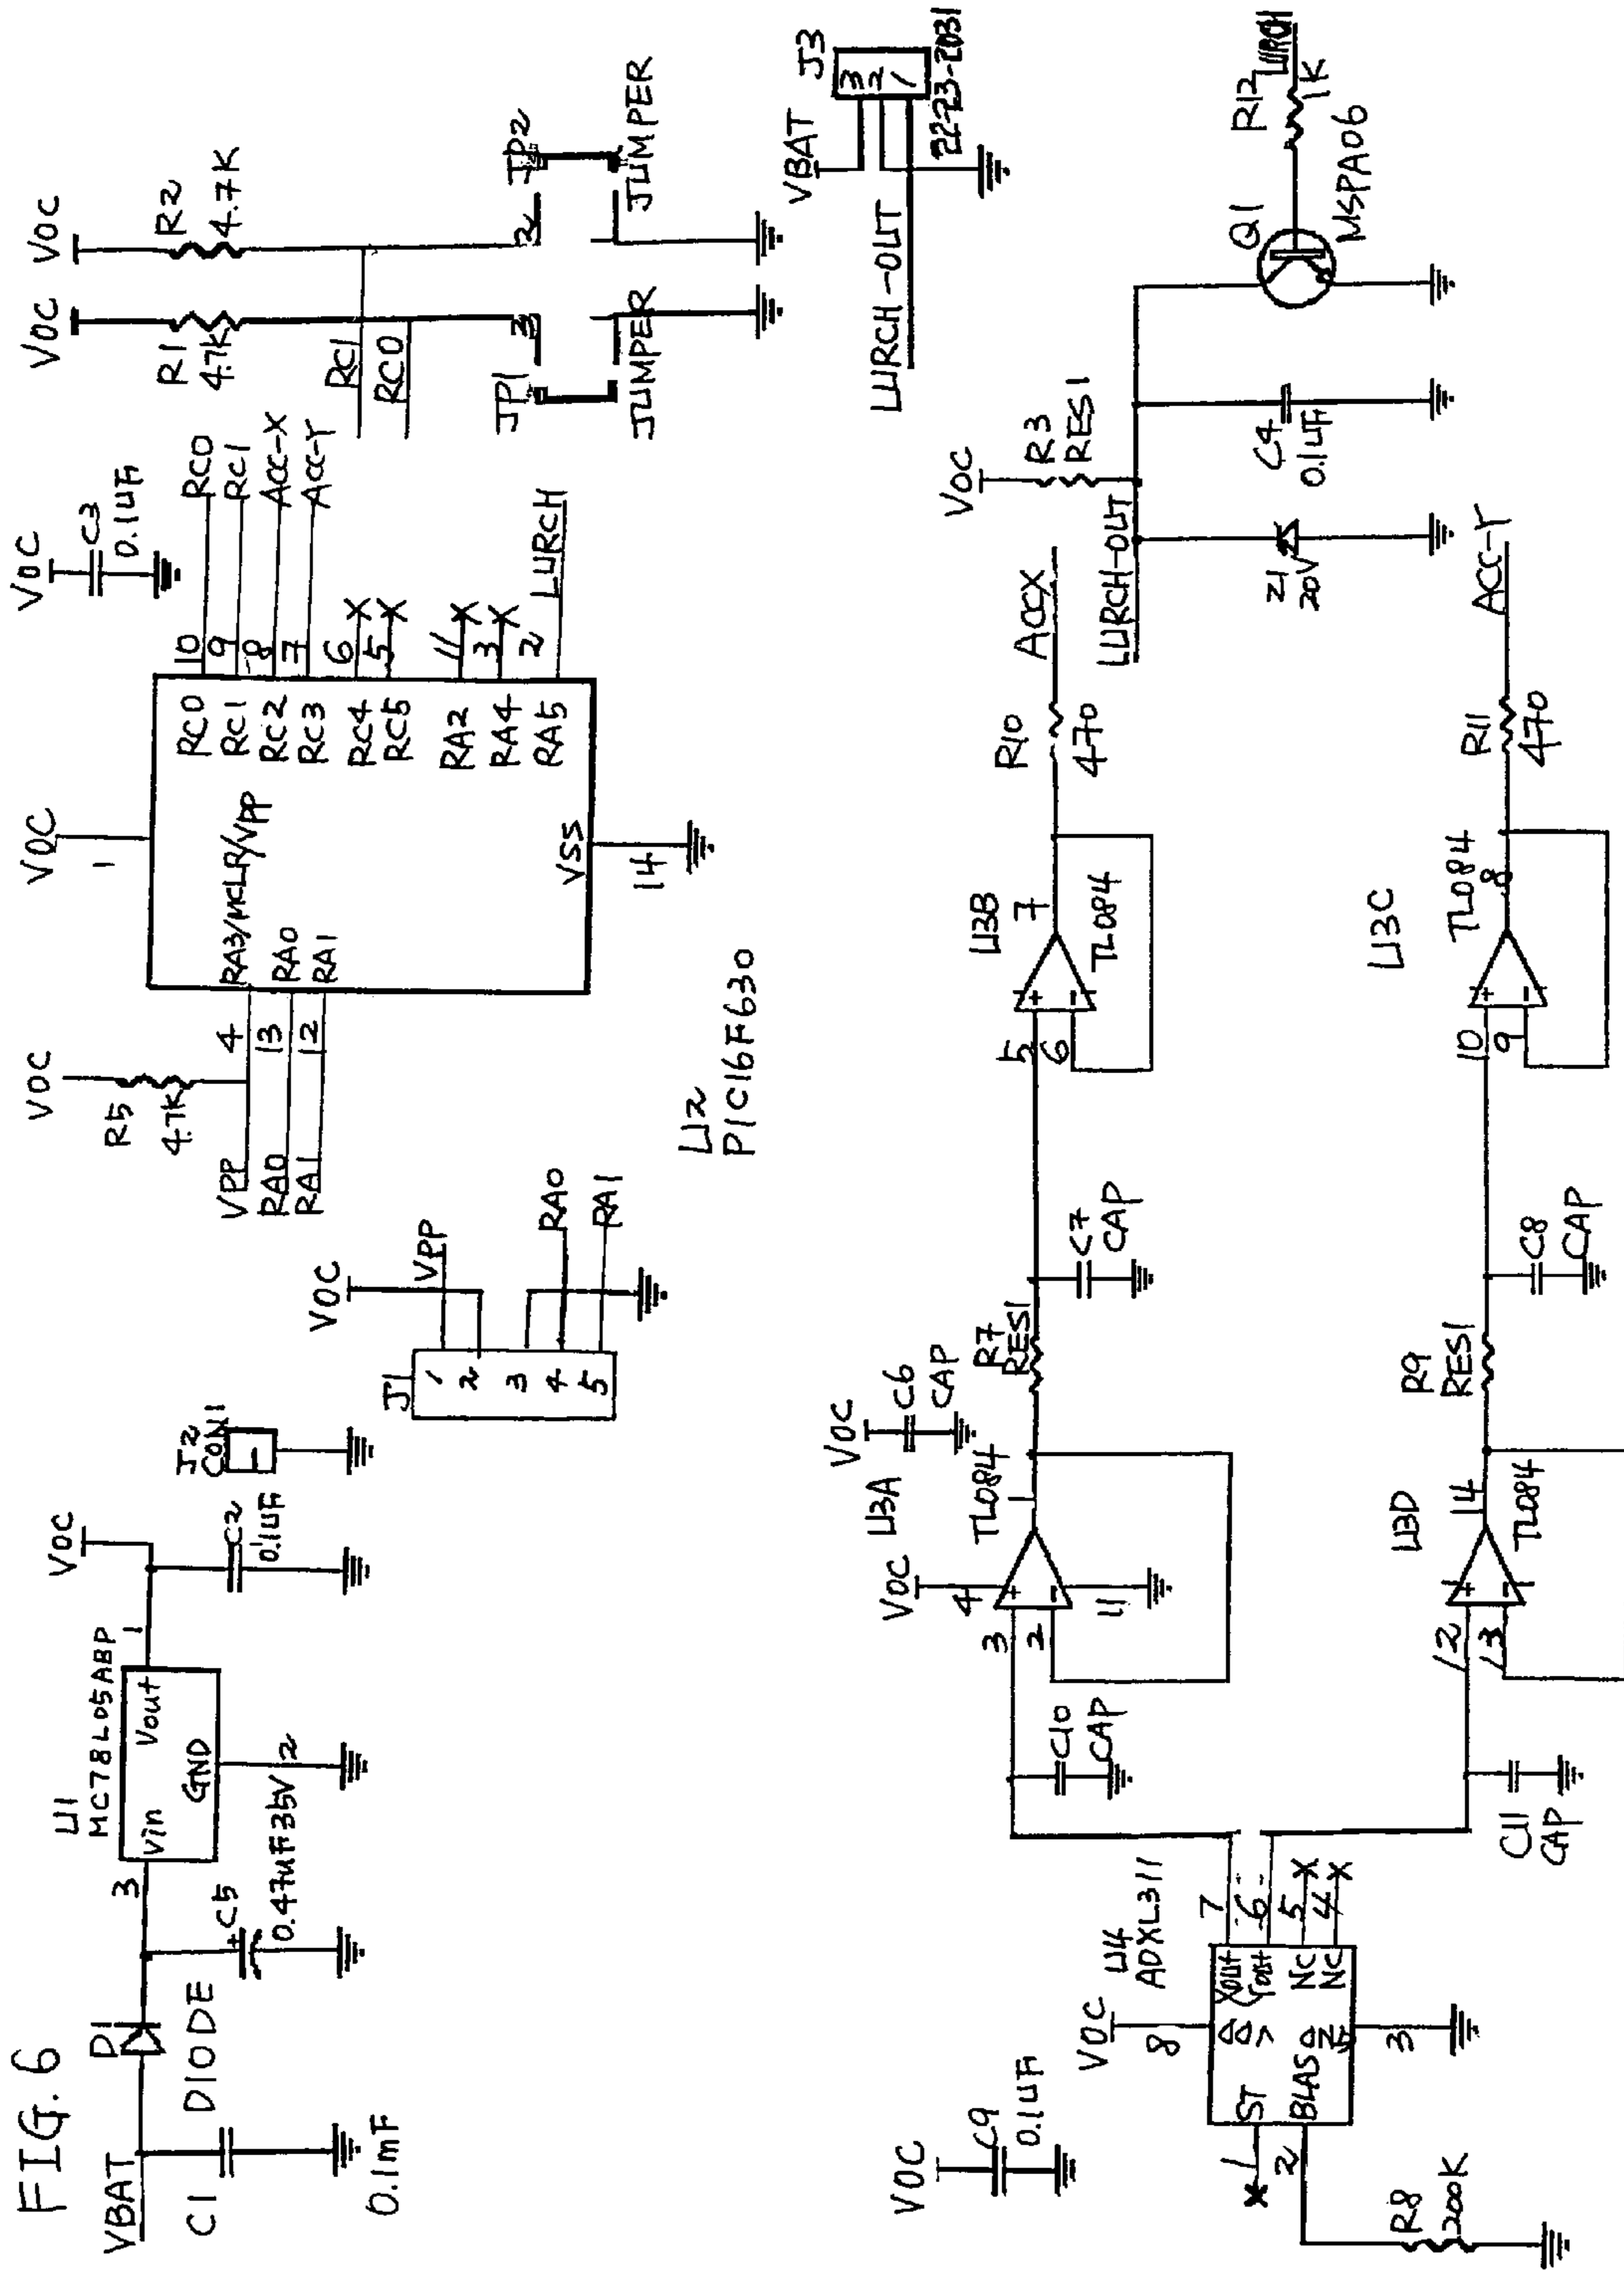 FIG. 6
VBAT
C1
0.1mF
D1
DIODE
C5
+
0.47uF35V
U1
MC78L05ABP
3
Vin
Vout
1
GND
2
VOC
C2
0.1uF
J2
CON1
1
J1
1
2
3
4
5
VOC
VPP
RA0
RA1
VOC
R5
4.7K
VPP
RA0
RA1
4
13
12
RA3/MCLR/VPP
RA0
RA1
U2
PIC16F630
VOC
1
VSS
14
RC0
RC1
RC2
RC3
RC4
RC5
RA2
RA4
RA5
10
9
8
7
6
5
11
3
2
RC0
RC1
ACC-X
ACC-Y
LURCH
VOC
C3
0.1uF
VOC
R1
4.7K
VOC
R2
4.7K
RC1
RC0
JP1
2
JUMPER
JP2
2
JUMPER
VBAT
J3
3
2
1
22-23-2031
LURCH-OUT
VOC
C9
0.1uF
R8
200K
VOC
8
U4
ADXL311
1
ST
2
BIAS
VDD
GND
3
XOUT
YOUT
NC
NC
7
6
5
4
C10
CAP
C11
CAP
VOC
4
3
2
+
-
11
U3A
TL084
1
VOC
C6
CAP
R7
RES1
C7
CAP
5
6
+
-
U3B
7
TL084
R10
470
ACCX
12
13
+
-
U3D
14
TL084
R9
RES1
C8
CAP
10
9
+
-
U3C
TL084
8
R11
470
ACC-Y
VOC
R3
RES1
LURCH-OUT
Z1
20V
C4
0.1uF
Q1
MSPA06
R12
1K
LURCH